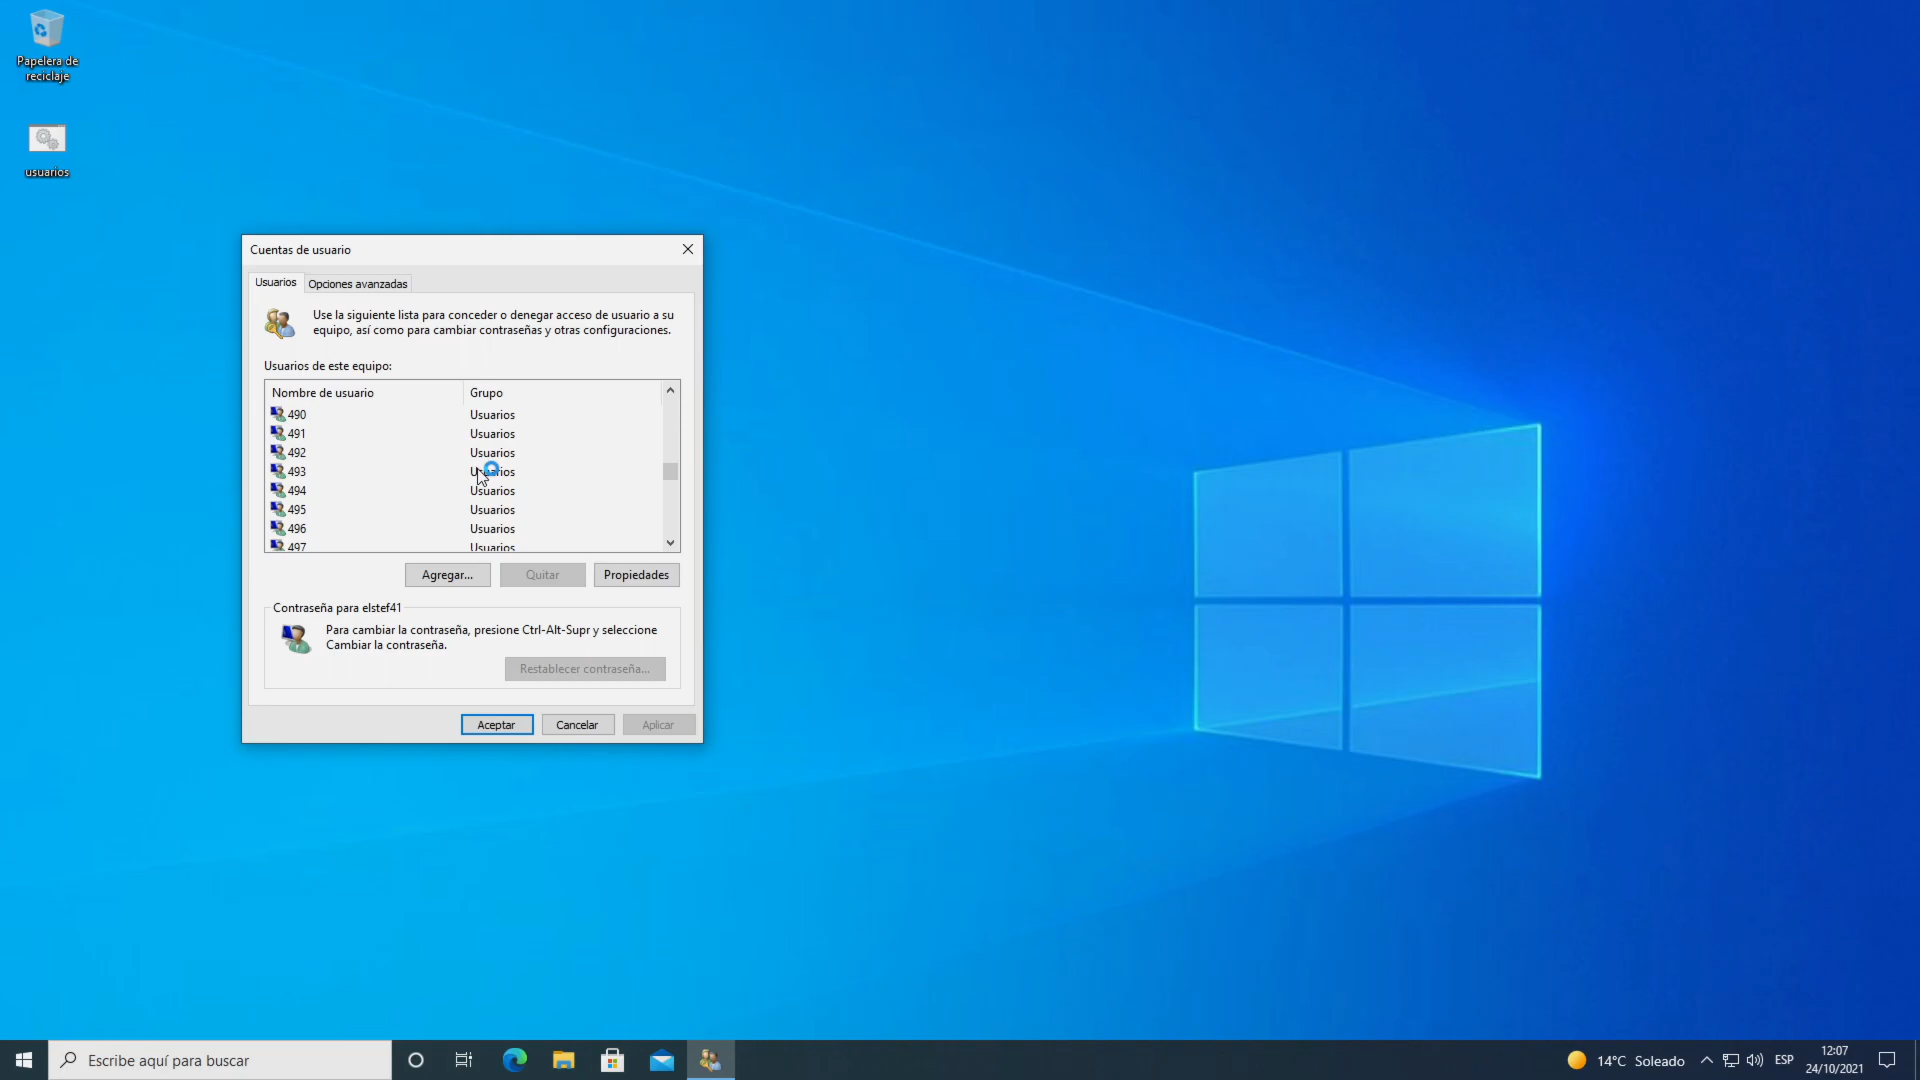 Papelera de
reciclaje
usuarios
Cuentas de usuario
Usuarios
Opciones avanzadas
Use la siguiente lista para conceder o denegar acceso de usuario a su
equipo, así como para cambiar contraseñas y otras configuraciones.
Usuarios de este equipo:
Nombre de usuario Grupo
490 Usuarios
491 Usuarios
492 Usuarios
493 Usuarios
494 Usuarios
495 Usuarios
496 Usuarios
497 Usuarios
Agregar... Quitar Propiedades
Contraseña para elstef41
Para cambiar la contraseña, presione Ctrl-Alt-Supr y seleccione
Cambiar la contraseña.
Restablecer contraseña...
Aceptar Cancelar Aplicar
Escribe aquí para buscar
14°C Soleado
ESP
12:07
24/10/2021